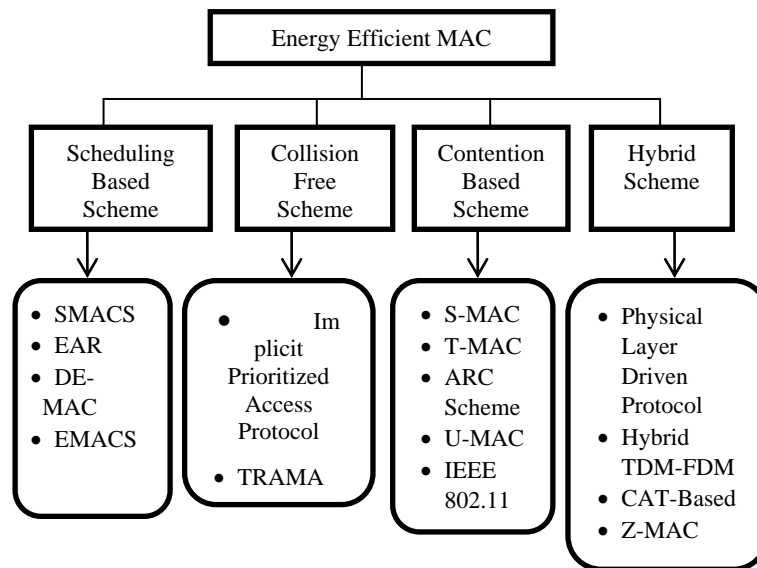 Energy Efficient MAC
Scheduling
Based
Scheme
Collision
Free
Scheme
Contention
Based
Scheme
Hybrid
Scheme
• SMACS
• EAR
• DE-
MAC
• EMACS
• Im
plicit
Prioritized
Access
Protocol
• TRAMA
• S-MAC
• T-MAC
• ARC
Scheme
• U-MAC
• IEEE
802.11
• Physical
Layer
Driven
Protocol
• Hybrid
TDM-FDM
• CAT-Based
• Z-MAC